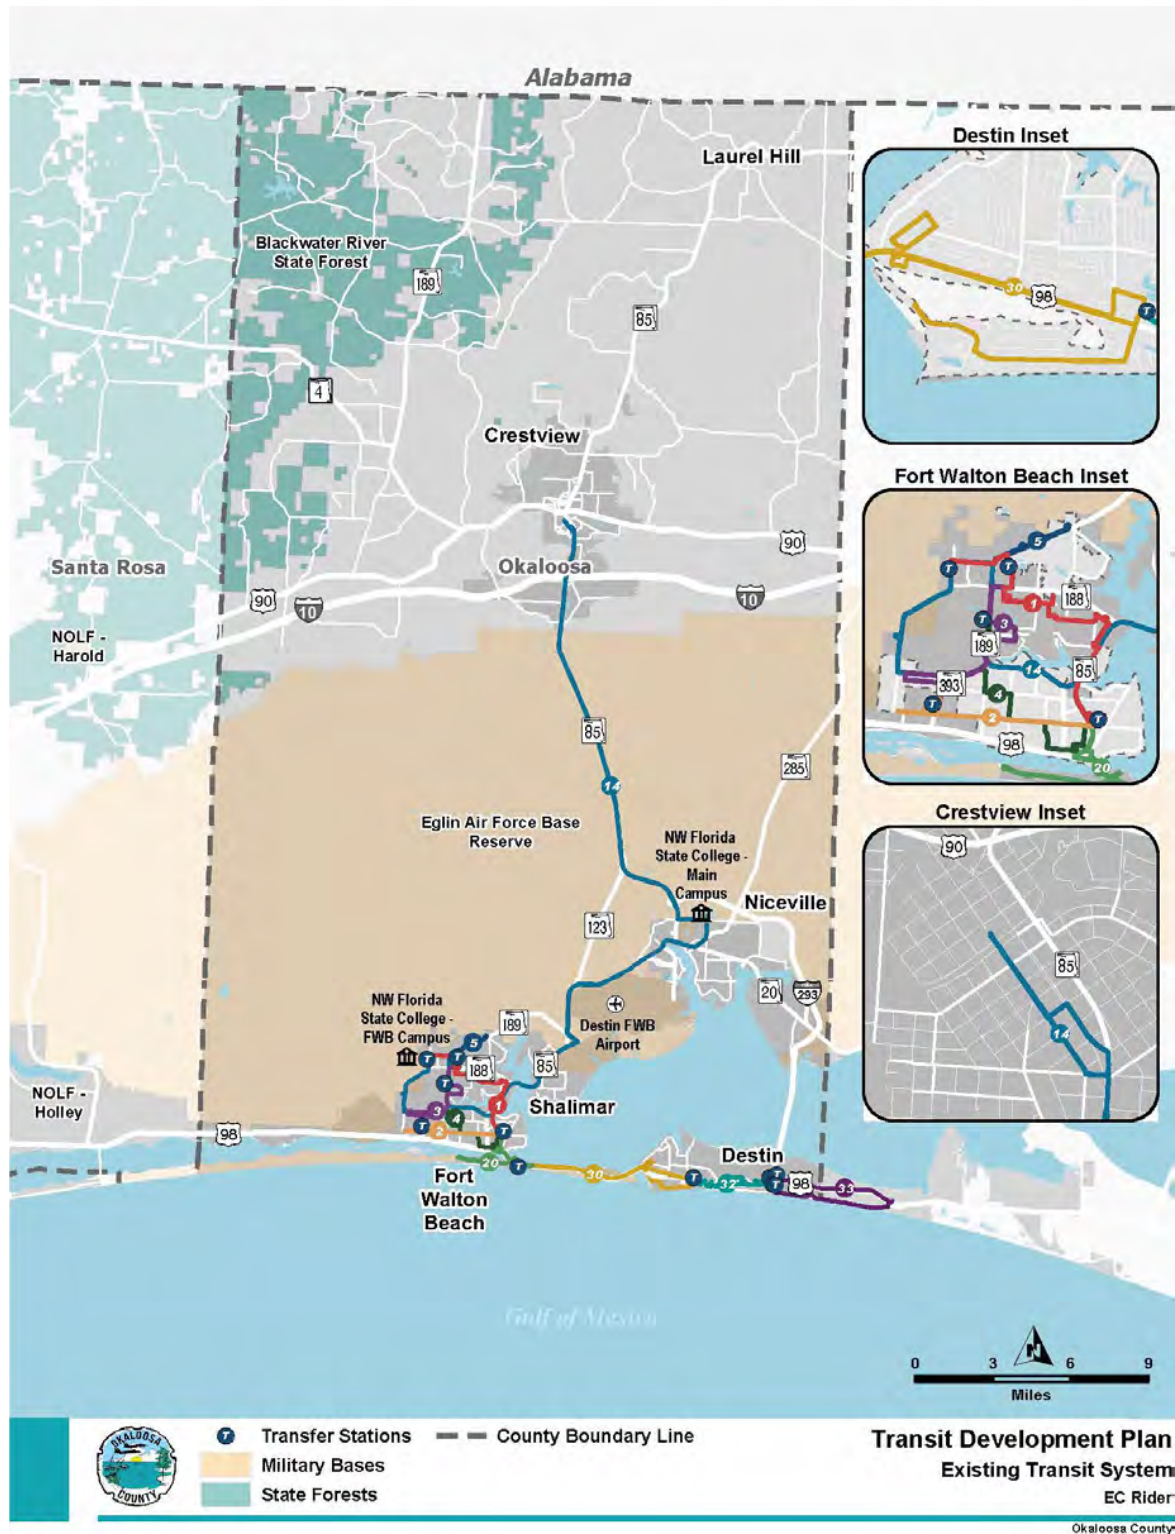 Alabama
Destin Inset
Laurel Hill
Blackwater River
State Forest
189
85
4
30
98
T
Crestview
Fort Walton Beach Inset
5
T
T
1
188
T
3
189
14
85
393
T
4
2
T
98
20
90
Okaloosa
Santa Rosa
90
10
10
NOLF -
Harold
85
14
285
Eglin Air Force Base
Reserve
Crestview Inset
90
85
14
NW Florida
State College -
Main
Campus
Niceville
123
20
293
NW Florida
State College -
FWB Campus
189
Destin FWB
Airport
5
T
T
188
85
T
NOLF -
Holley
3
4
1
Shalimar
98
T
2
T
20
T
30
Destin
T
32
T
T
98
33
Fort
Walton
Beach
Gulf of Mexico
N
0 3 6 9
Miles
OKALOOSA
COUNTY
T Transfer Stations
County Boundary Line
Military Bases
State Forests
Transit Development Plan
Existing Transit System
EC Rider
Okaloosa County